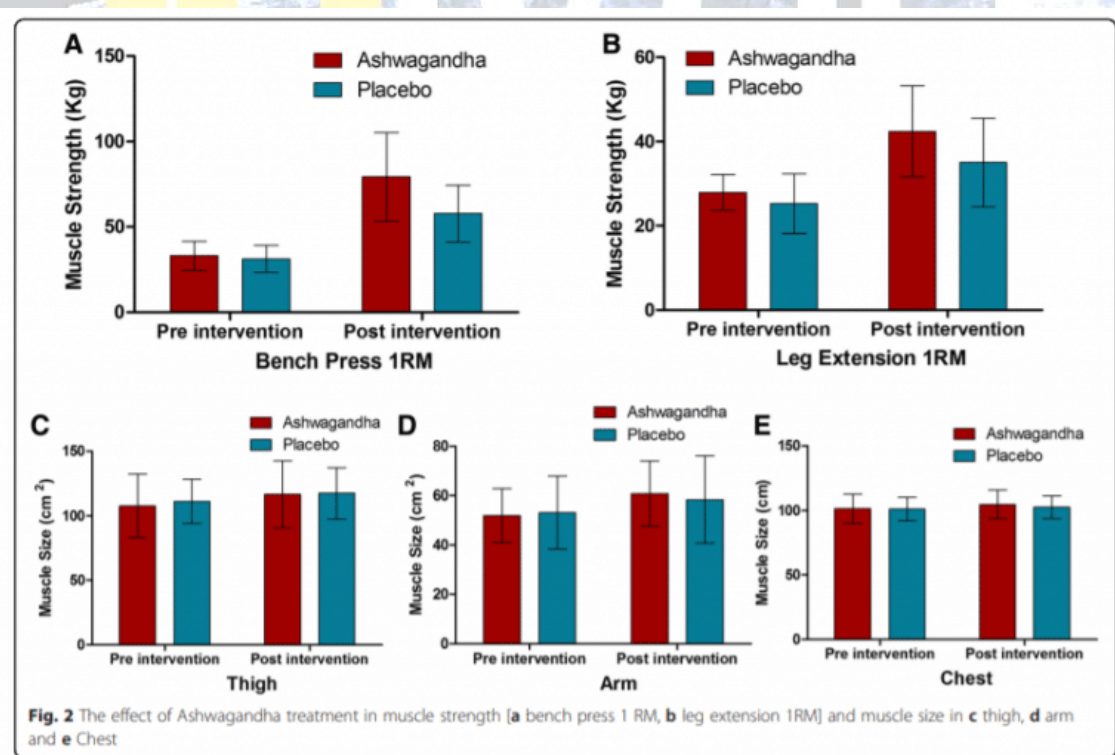 A
150
100
50
0
Muscle Strength (Kg)
Ashwagandha
Placebo
Pre intervention
Post intervention
Bench Press 1RM
B
60
40
20
0
Muscle Strength (Kg)
Ashwagandha
Placebo
Pre intervention
Post intervention
Leg Extension 1RM
C
150
100
50
0
Muscle Size (cm²)
Ashwagandha
Placebo
Pre intervention
Post intervention
Thigh
D
80
60
40
20
0
Muscle Size (cm²)
Ashwagandha
Placebo
Pre intervention
Post intervention
Arm
E
150
100
50
0
Muscle Size (cm)
Ashwagandha
Placebo
Pre intervention
Post intervention
Chest
Fig. 2 The effect of Ashwagandha treatment in muscle strength [a bench press 1 RM, b leg extension 1RM] and muscle size in c thigh, d arm
and e Chest